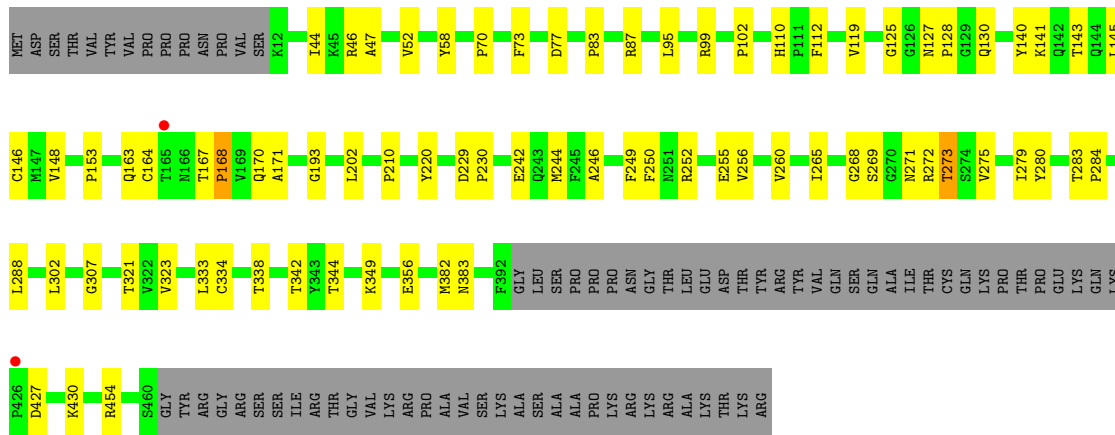 MET ASP SER THR VAL TYR VAL PRO PRO PRO ASN PRO VAL SER K12 I44 K45 R46 A47 V52 Y58 P70 F73 D77 P83 R87 L95 R99 P102 H110 P111 F112 V119 G125 G126 N127 P128 G129 Q130 Y140 K141 Q142 T143 Q144 L145
C146 M147 V148 P153 Q163 C164 T165 N166 T167 P168 V169 Q170 A171 G193 L202 P210 Y220 D229 P230 E242 Q243 M244 F245 A246 F249 F250 N251 R252 E255 V256 V260 I265 G268 S269 G270 N271 R272 T273 S274 V275 I279 Y280 T283 P284
L288 L302 G307 T321 V322 V323 L333 C334 T338 T342 Y343 T344 K349 E356 M382 N383 F392 GLY LEU SER PRO PRO PRO ASN GLY THR LEU GLU ASP THR TYR ARG TYR VAL GLN SER GLN ALA ILE THR CYS GLN LYS PRO THR PRO GLU LYS GLN LYS
P426 D427 K430 R454 S460 GLY TYR ARG GLY ARG SER SER ILE ARG THR GLY VAL LYS ARG PRO ALA VAL SER LYS ALA SER ALA ALA PRO LYS ARG LYS ARG ALA LYS THR LYS ARG